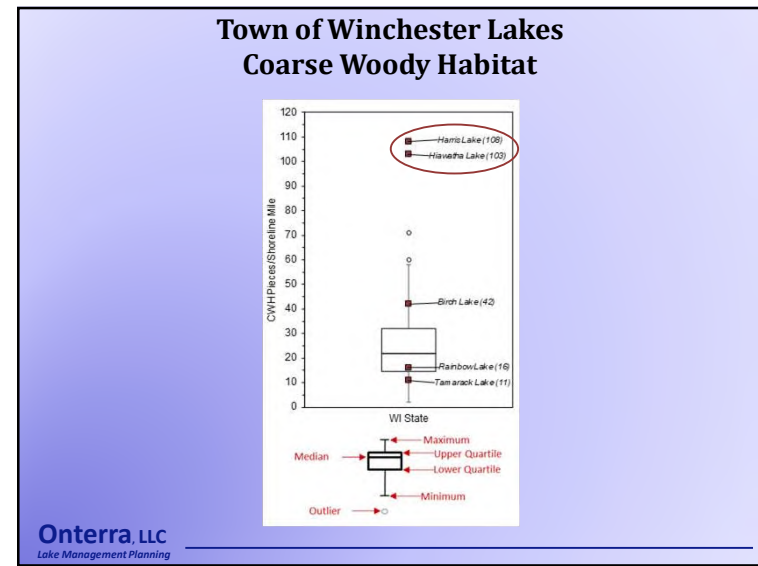 Town of Winchester Lakes
Coarse Woody Habitat
120
110
100
90
80
70
60
50
40
30
20
10
0
CWH Pieces/Shoreline Mile
Harris Lake (108)
Hiawatha Lake (103)
Birch Lake (42)
Rainbow Lake (16)
Tamarack Lake (11)
WI State
Maximum
Median
Upper Quartile
Lower Quartile
Minimum
Outlier
Onterra, LLC
Lake Management Planning